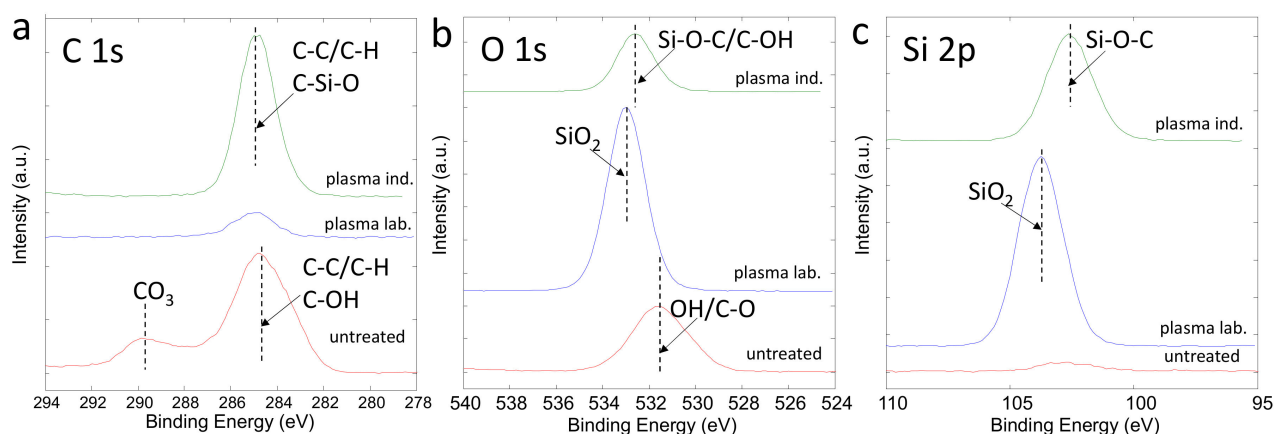 a
C 1s
C-C/C-H
C-Si-O
plasma ind.
plasma lab.
C-C/C-H
C-OH
CO3
untreated
Intensity (a.u.)
294 292 290 288 286 284 282 280 278
Binding Energy (eV)
b
O 1s
Si-O-C/C-OH
plasma ind.
SiO2
plasma lab.
OH/C-O
untreated
Intensity (a.u.)
540 538 536 534 532 530 528 526 524
Binding Energy (eV)
c
Si 2p
Si-O-C
plasma ind.
SiO2
plasma lab.
untreated
Intensity (a.u.)
110 105 100 95
Binding Energy (eV)